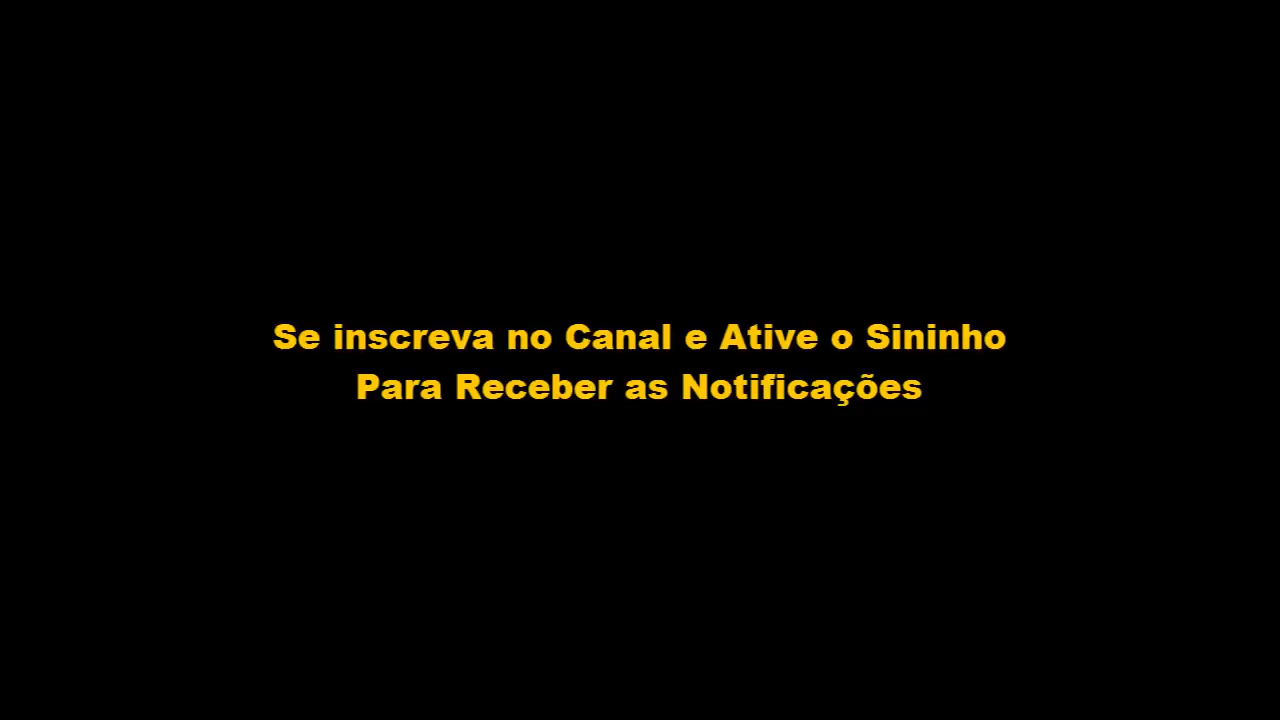 Se inscreva no Canal e Ative o Sininho
Para Receber as Notificações